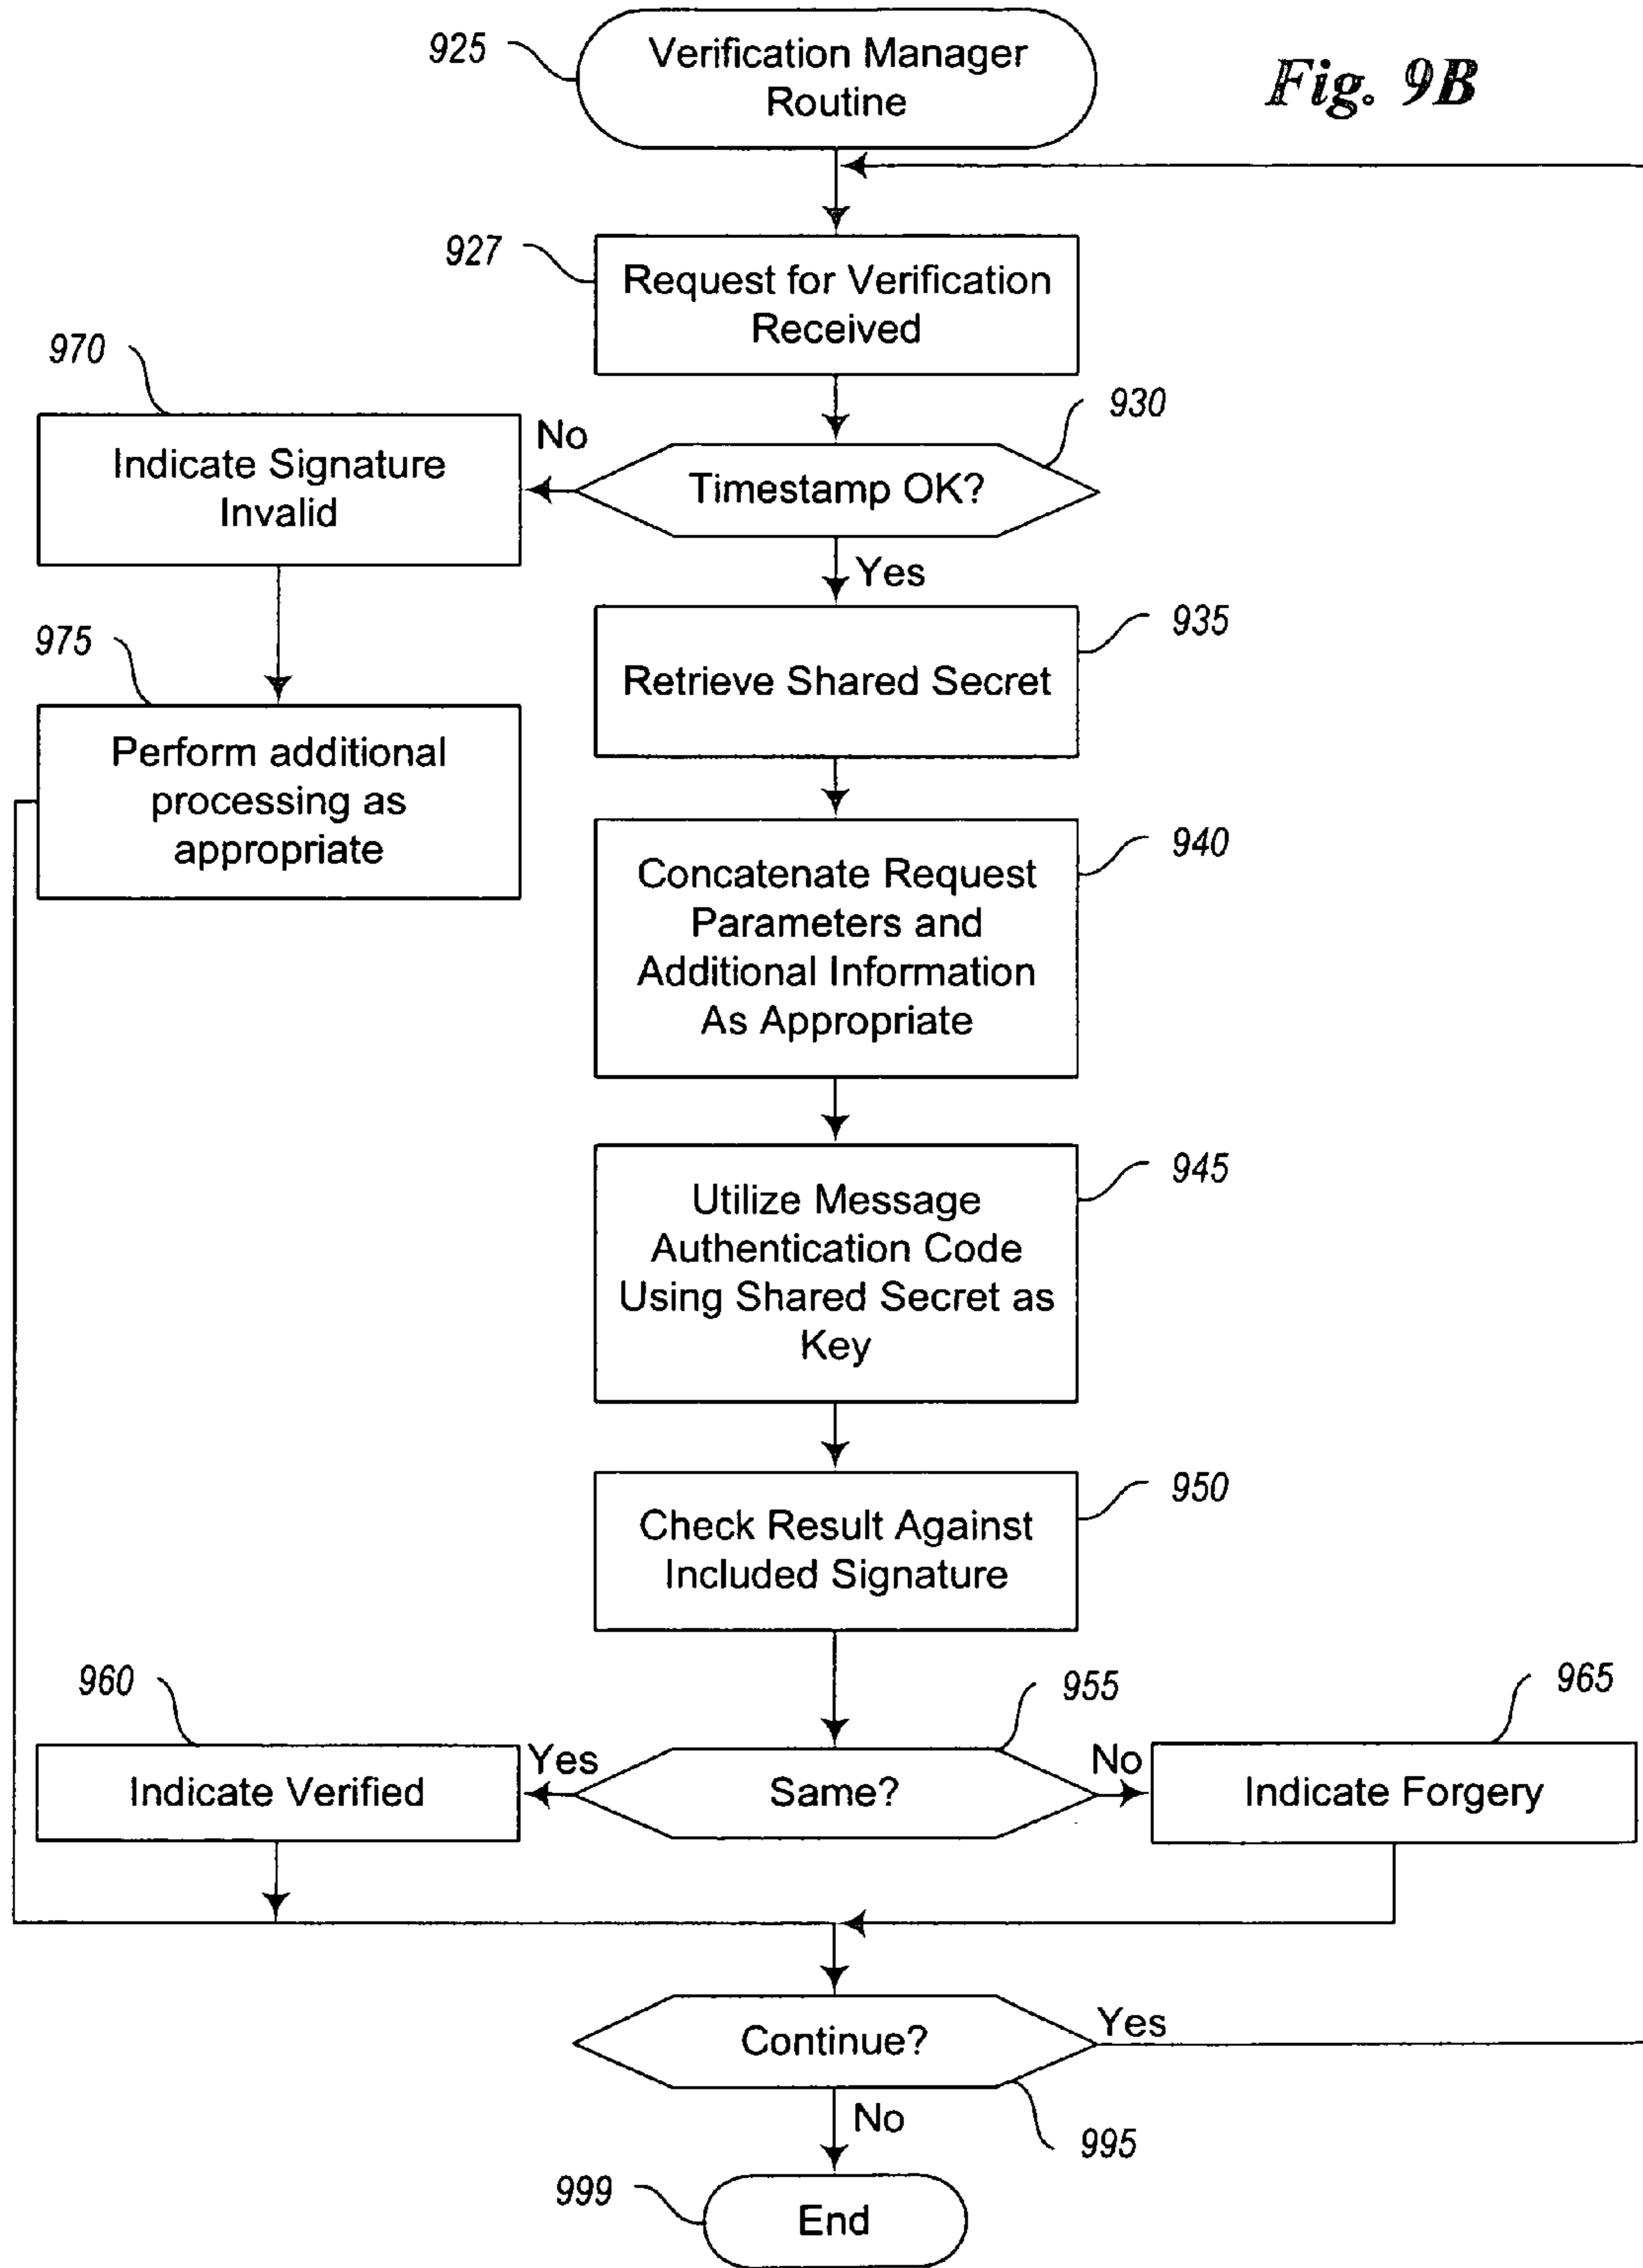 925
Verification Manager
Routine
Fig. 9B
927
Request for Verification
Received
970
Indicate Signature
Invalid
No
930
Timestamp OK?
Yes
935
Retrieve Shared Secret
975
Perform additional
processing as
appropriate
940
Concatenate Request
Parameters and
Additional Information
As Appropriate
945
Utilize Message
Authentication Code
Using Shared Secret as
Key
950
Check Result Against
Included Signature
960
Indicate Verified
Yes
955
Same?
No
965
Indicate Forgery
Continue?
Yes
995
No
999
End